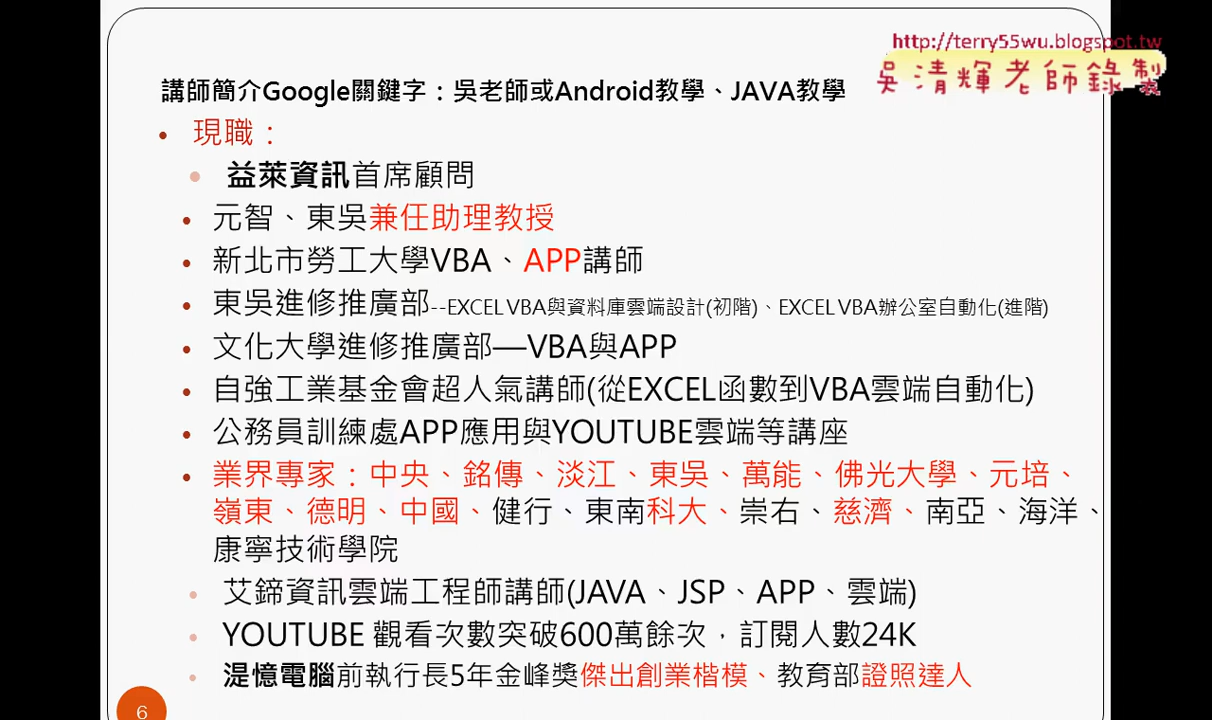 http://terry55wu.blogspot.tw
吳清輝老師錄製
講師簡介Google關鍵字：吳老師或Android教學、JAVA教學
• 現職：
• 益萊資訊首席顧問
• 元智、東吳兼任助理教授
• 新北市勞工大學VBA、APP講師
• 東吳進修推廣部--EXCEL VBA與資料庫雲端設計(初階)、EXCEL VBA辦公室自動化(進階)
• 文化大學進修推廣部—VBA與APP
• 自強工業基金會超人氣講師(從EXCEL函數到VBA雲端自動化)
• 公務員訓練處APP應用與YOUTUBE雲端等講座
• 業界專家：中央、銘傳、淡江、東吳、萬能、佛光大學、元培、
嶺東、德明、中國、健行、東南科大、崇右、慈濟、南亞、海洋、
康寧技術學院
• 艾鍗資訊雲端工程師講師(JAVA、JSP、APP、雲端)
• YOUTUBE 觀看次數突破600萬餘次，訂閱人數24K
• 湜憶電腦前執行長5年金峰獎傑出創業楷模、教育部證照達人
6